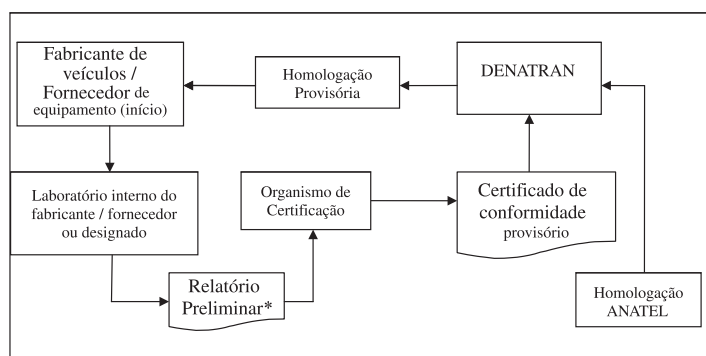 Fabricante de
veículos /
Fornecedor de
equipamento (início)
Homologação
Provisória
DENATRAN
Laboratório interno do
fabricante / fornecedor
ou designado
Organismo de
Certificação
Certificado de
conformidade
provisório
Relatório
Preliminar*
Homologação
ANATEL